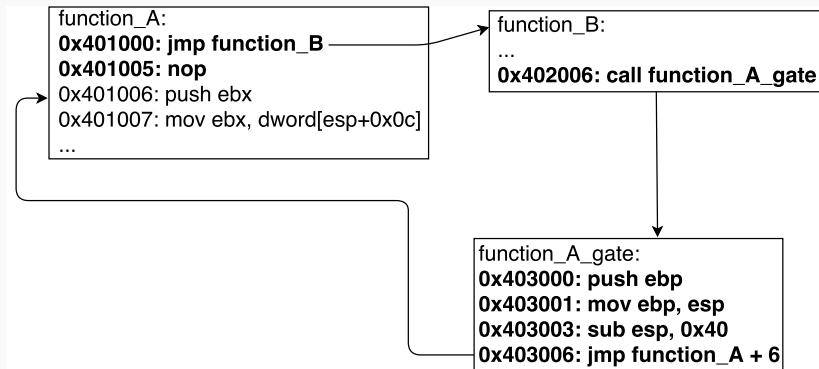 function_A:
0x401000: jmp function_B
0x401005: nop
0x401006: push ebx
0x401007: mov ebx, dword[esp+0x0c]
...
function_B:
...
0x402006: call function_A_gate
function_A_gate:
0x403000: push ebp
0x403001: mov ebp, esp
0x403003: sub esp, 0x40
0x403006: jmp function_A + 6